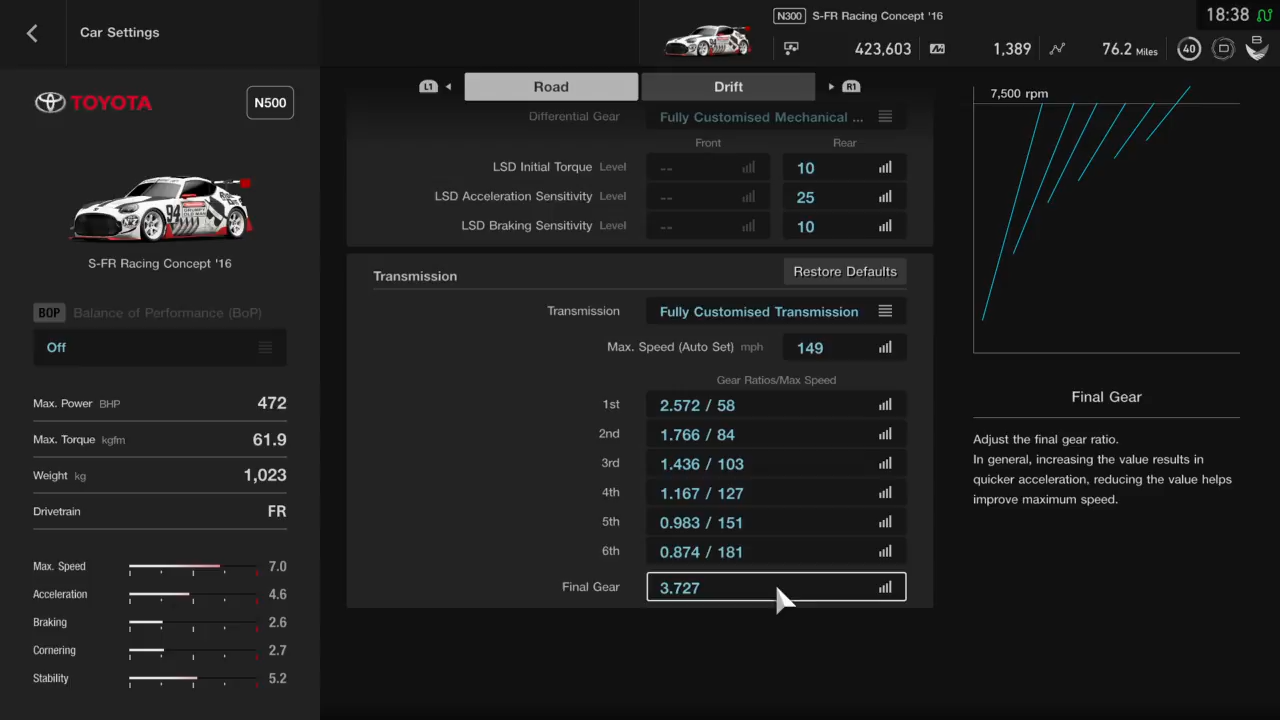 Car Settings
N300 S-FR Racing Concept '16
423,603
1,389
76.2 Miles
40
B
18:38
TOYOTA
N500
S-FR Racing Concept '16
BOP Balance of Performance (BoP)
Off
Max. Power BHP 472
Max. Torque kgfm 61.9
Weight kg 1,023
Drivetrain FR
Max. Speed 7.0
Acceleration 4.6
Braking 2.6
Cornering 2.7
Stability 5.2
L1 Road Drift R1
Differential Gear Fully Customised Mechanical ...
Front Rear
LSD Initial Torque Level -- 10
LSD Acceleration Sensitivity Level -- 25
LSD Braking Sensitivity Level -- 10
Transmission Restore Defaults
Transmission Fully Customised Transmission
Max. Speed (Auto Set) mph 149
Gear Ratios/Max Speed
1st 2.572 / 58
2nd 1.766 / 84
3rd 1.436 / 103
4th 1.167 / 127
5th 0.983 / 151
6th 0.874 / 181
Final Gear 3.727
7,500 rpm
Final Gear
Adjust the final gear ratio.
In general, increasing the value results in
quicker acceleration, reducing the value helps
improve maximum speed.